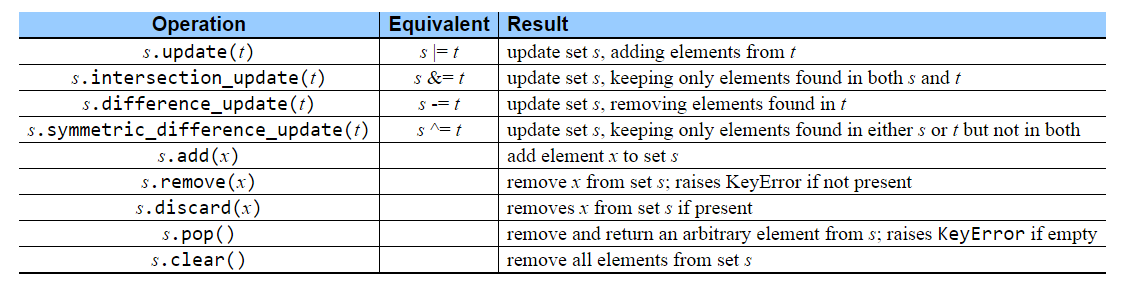 Operation Equivalent Result
s.update(t) s |= t update set s, adding elements from t
s.intersection_update(t) s &= t update set s, keeping only elements found in both s and t
s.difference_update(t) s -= t update set s, removing elements found in t
s.symmetric_difference_update(t) s ^= t update set s, keeping only elements found in either s or t but not in both
s.add(x) add element x to set s
s.remove(x) remove x from set s; raises KeyError if not present
s.discard(x) removes x from set s if present
s.pop() remove and return an arbitrary element from s; raises KeyError if empty
s.clear() remove all elements from set s